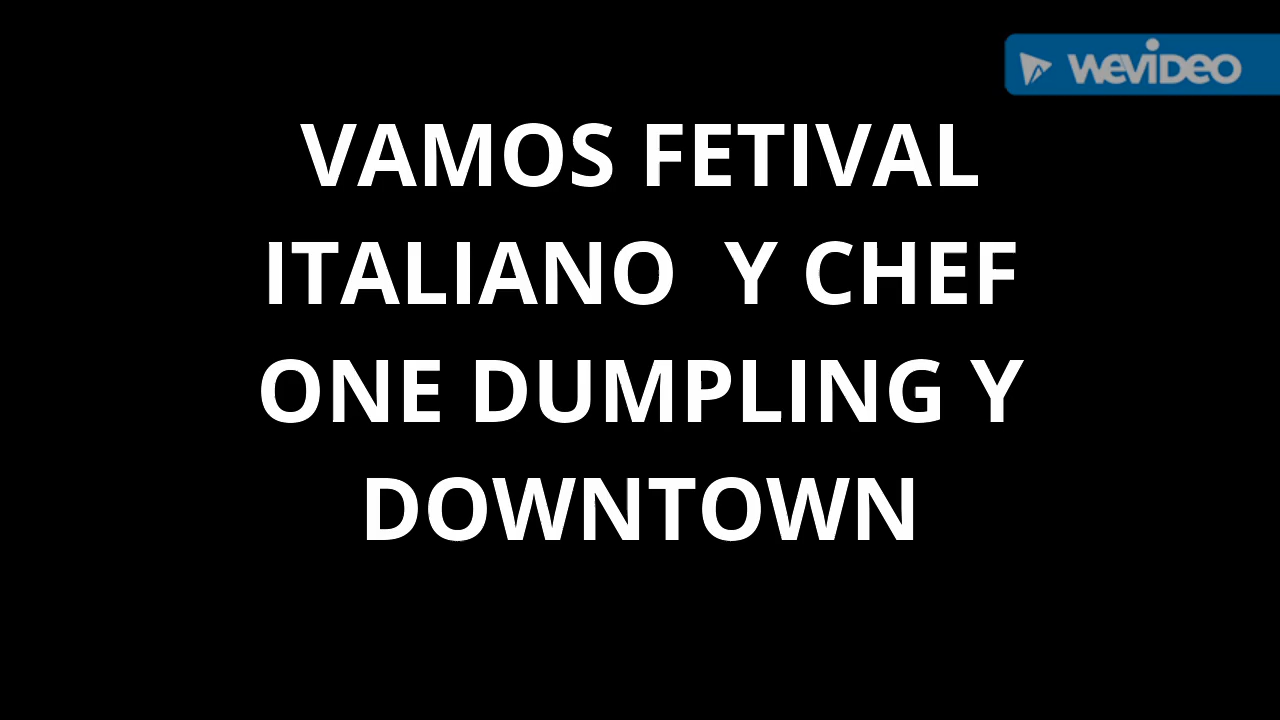 WEVIDEO
VAMOS FETIVAL
ITALIANO  Y CHEF
ONE DUMPLING Y
DOWNTOWN